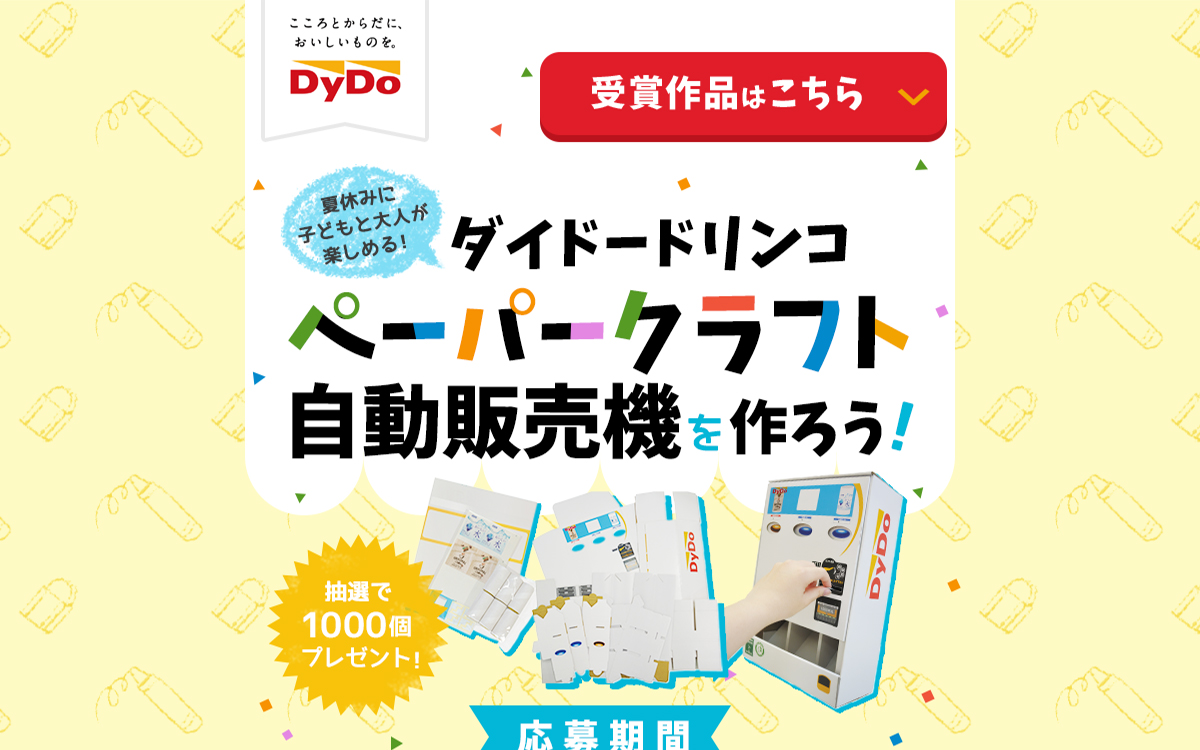 こころとからだに、
おいしいものを。
DyDo
受賞作品はこちら
夏休みに
子どもと大人が
楽しめる!
ダイドードリンコ
ペーパークラフト
自動販売機を作ろう!
抽選で
1000個
プレゼント!
DyDo
DyDo
DyDo
応募期間